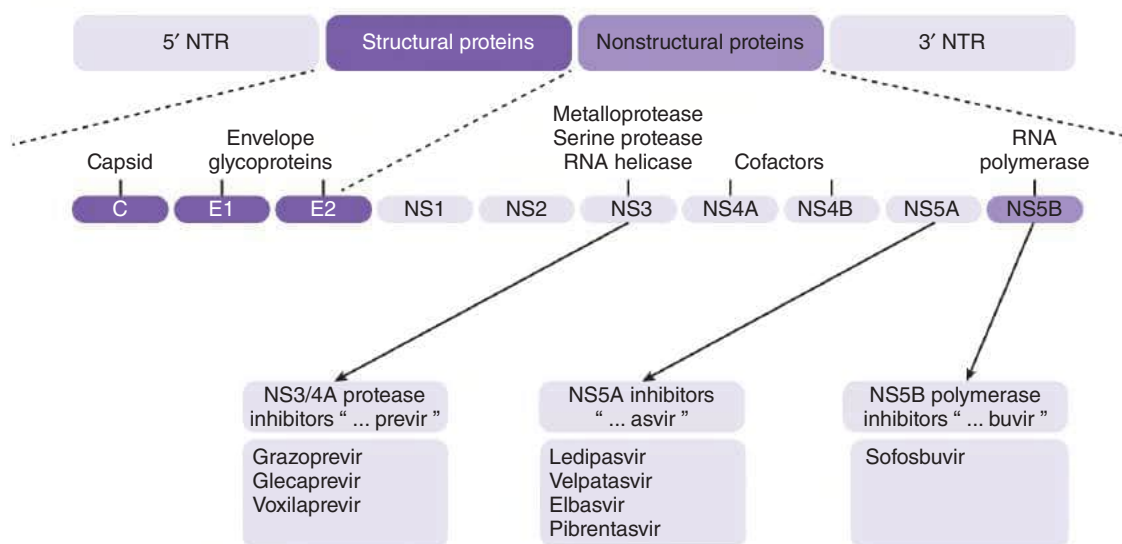 5′ NTR
Structural proteins
Nonstructural proteins
3′ NTR
Capsid
Envelope
glycoproteins
Metalloprotease
Serine protease
RNA helicase
Cofactors
RNA
polymerase
C
E1
E2
NS1
NS2
NS3
NS4A
NS4B
NS5A
NS5B
NS3/4A protease
inhibitors “ ... previr ”
Grazoprevir
Glecaprevir
Voxilaprevir
NS5A inhibitors
“ ... asvir ”
Ledipasvir
Velpatasvir
Elbasvir
Pibrentasvir
NS5B polymerase
inhibitors “ ... buvir ”
Sofosbuvir